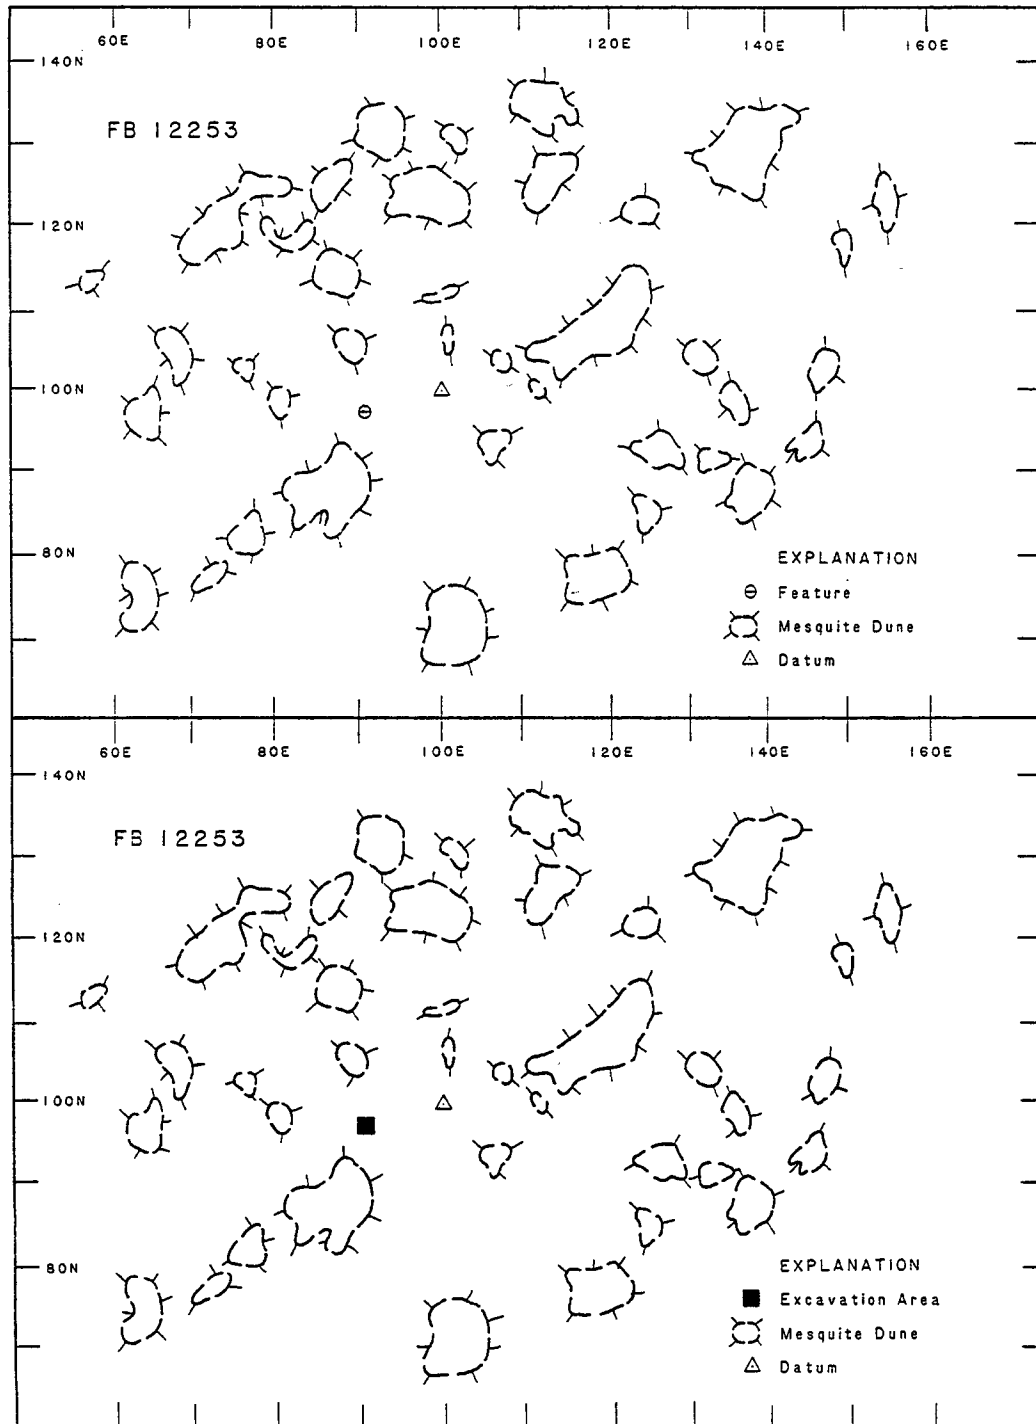 60E 80E 100E 120E 140E 160E
140N
FB 12253
120N
100N
80N
EXPLANATION
Feature
Mesquite Dune
Datum
60E 80E 100E 120E 140E 160E
140N
FB 12253
120N
100N
80N
EXPLANATION
Excavation Area
Mesquite Dune
Datum